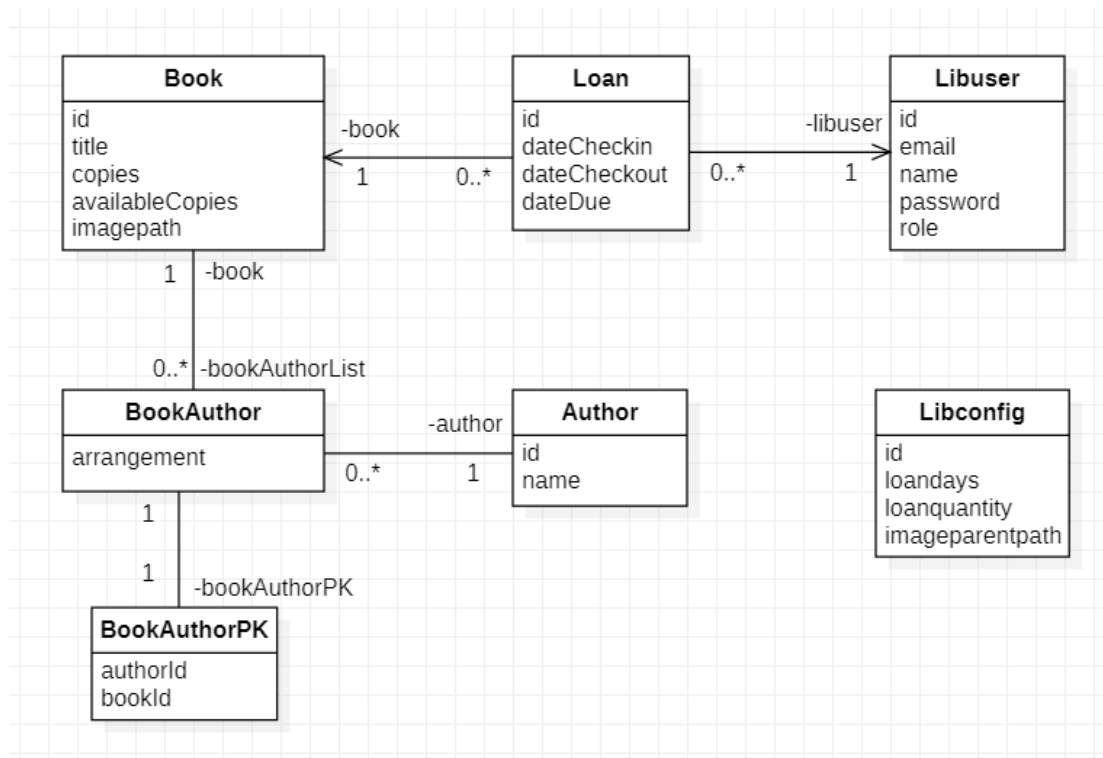 Book
id
title
copies
availableCopies
imagepath
-book
1
0..*
Loan
id
dateCheckin
dateCheckout
dateDue
-libuser
0..*
1
Libuser
id
email
name
password
role
1
-book
0..*
-bookAuthorList
BookAuthor
arrangement
-author
0..*
1
Author
id
name
Libconfig
id
loandays
loanquantity
imageparentpath
1
1
-bookAuthorPK
BookAuthorPK
authorId
bookId